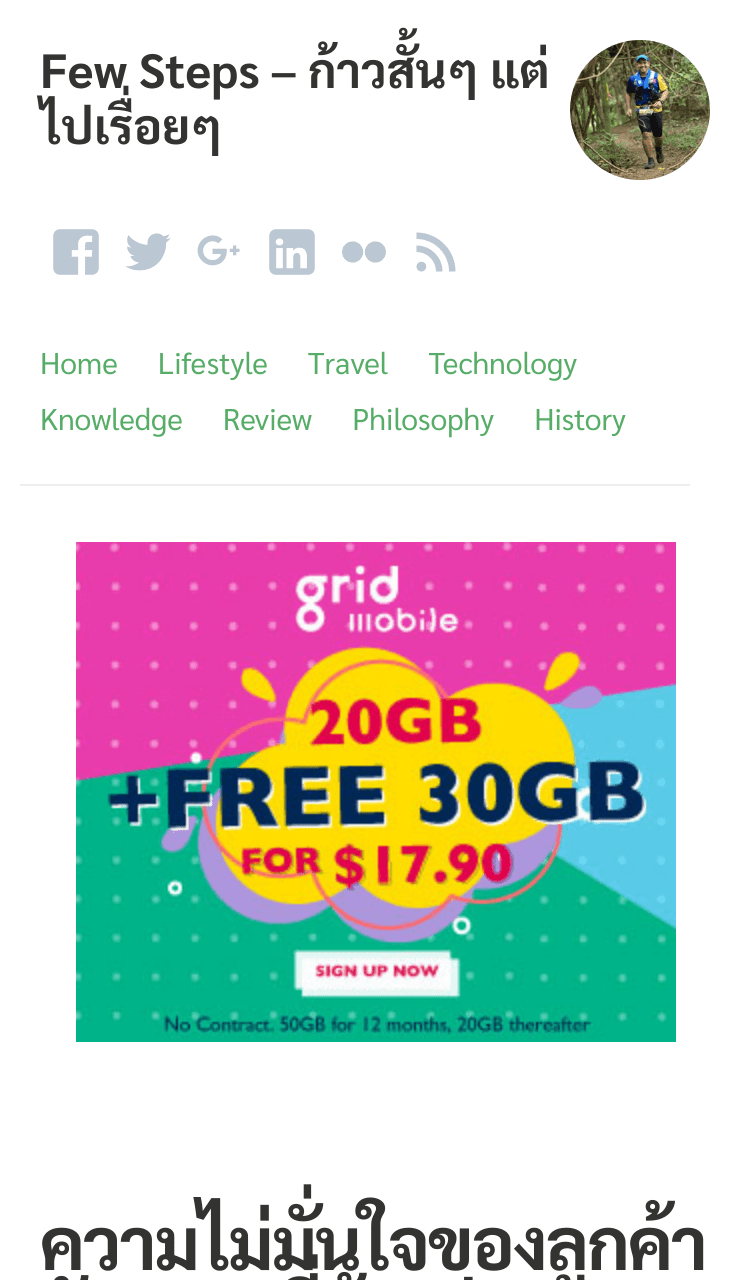 Few Steps – ก้าวสั้นๆ แต่
ไปเรื่อยๆ
Home Lifestyle Travel Technology
Knowledge Review Philosophy History
grid
mobile
20GB
+FREE 30GB
FOR $17.90
SIGN UP NOW
No Contract. 50GB for 12 months, 20GB thereafter
ความไม่มั่นใจของลูกค้า